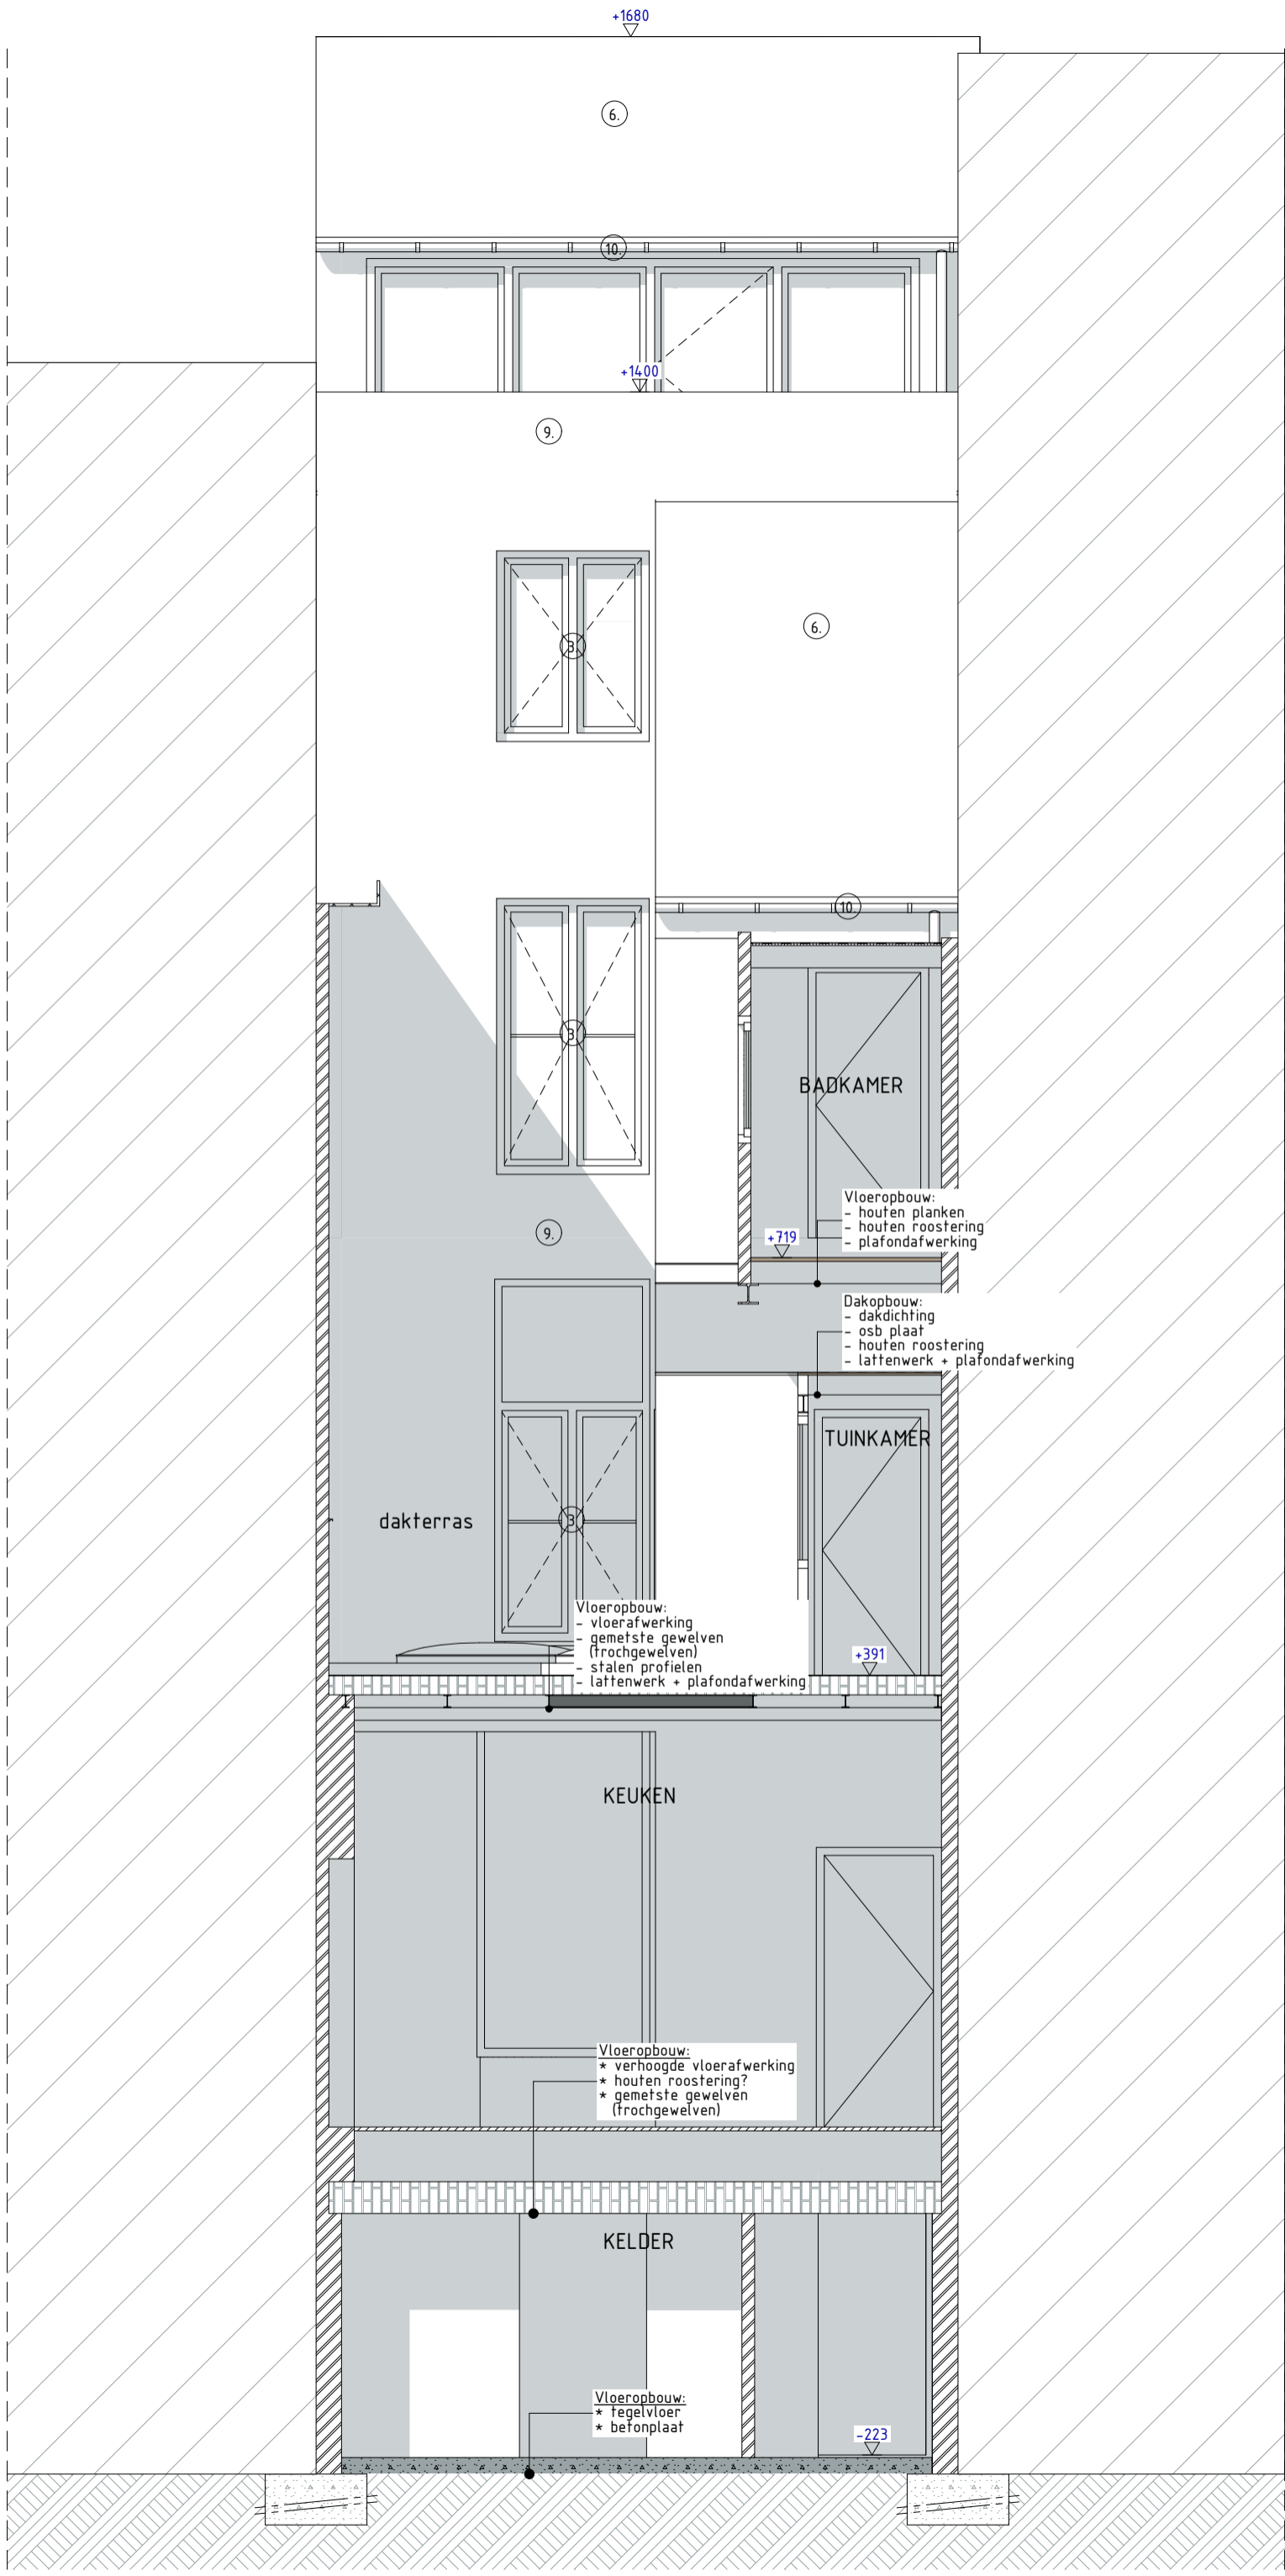 +1680
6.
10.
+1400
9.
6.
3.
10.
3.
BADKAMER
Vloeropbouw:
- houten planken
- houten roostering
- plafondafwerking
9.
+719
Dakopbouw:
- dakdichting
- osb plaat
- houten roostering
- lattenwerk + plafondafwerking
TUINKAMER
dakterras
3.
Vloeropbouw:
- vloerafwerking
- gemetste gewelven
(trochgewelven)
- stalen profielen
- lattenwerk + plafondafwerking
+391
KEUKEN
Vloeropbouw:
* verhoogde vloerafwerking
* houten roostering?
* gemetste gewelven
(trochgewelven)
KELDER
Vloeropbouw:
* tegelvloer
* betonplaat
-223